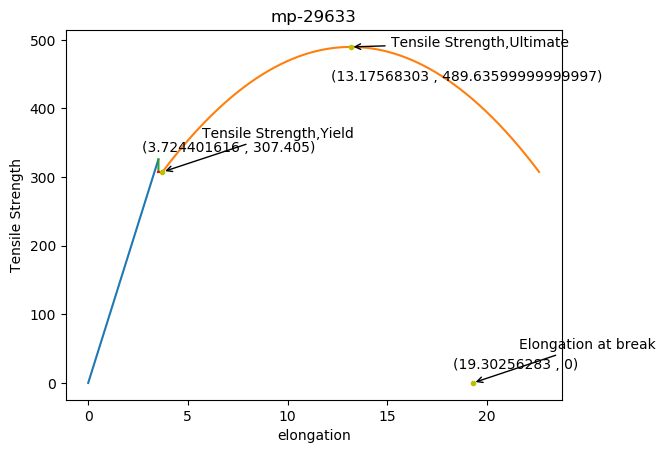 mp-29633
500
400
300
200
100
0
Tensile Strength
Tensile Strength,Ultimate
(13.17568303 , 489.63599999999997)
Tensile Strength,Yield
(3.724401616 , 307.405)
Elongation at break
(19.30256283 , 0)
0
5
10
15
20
elongation